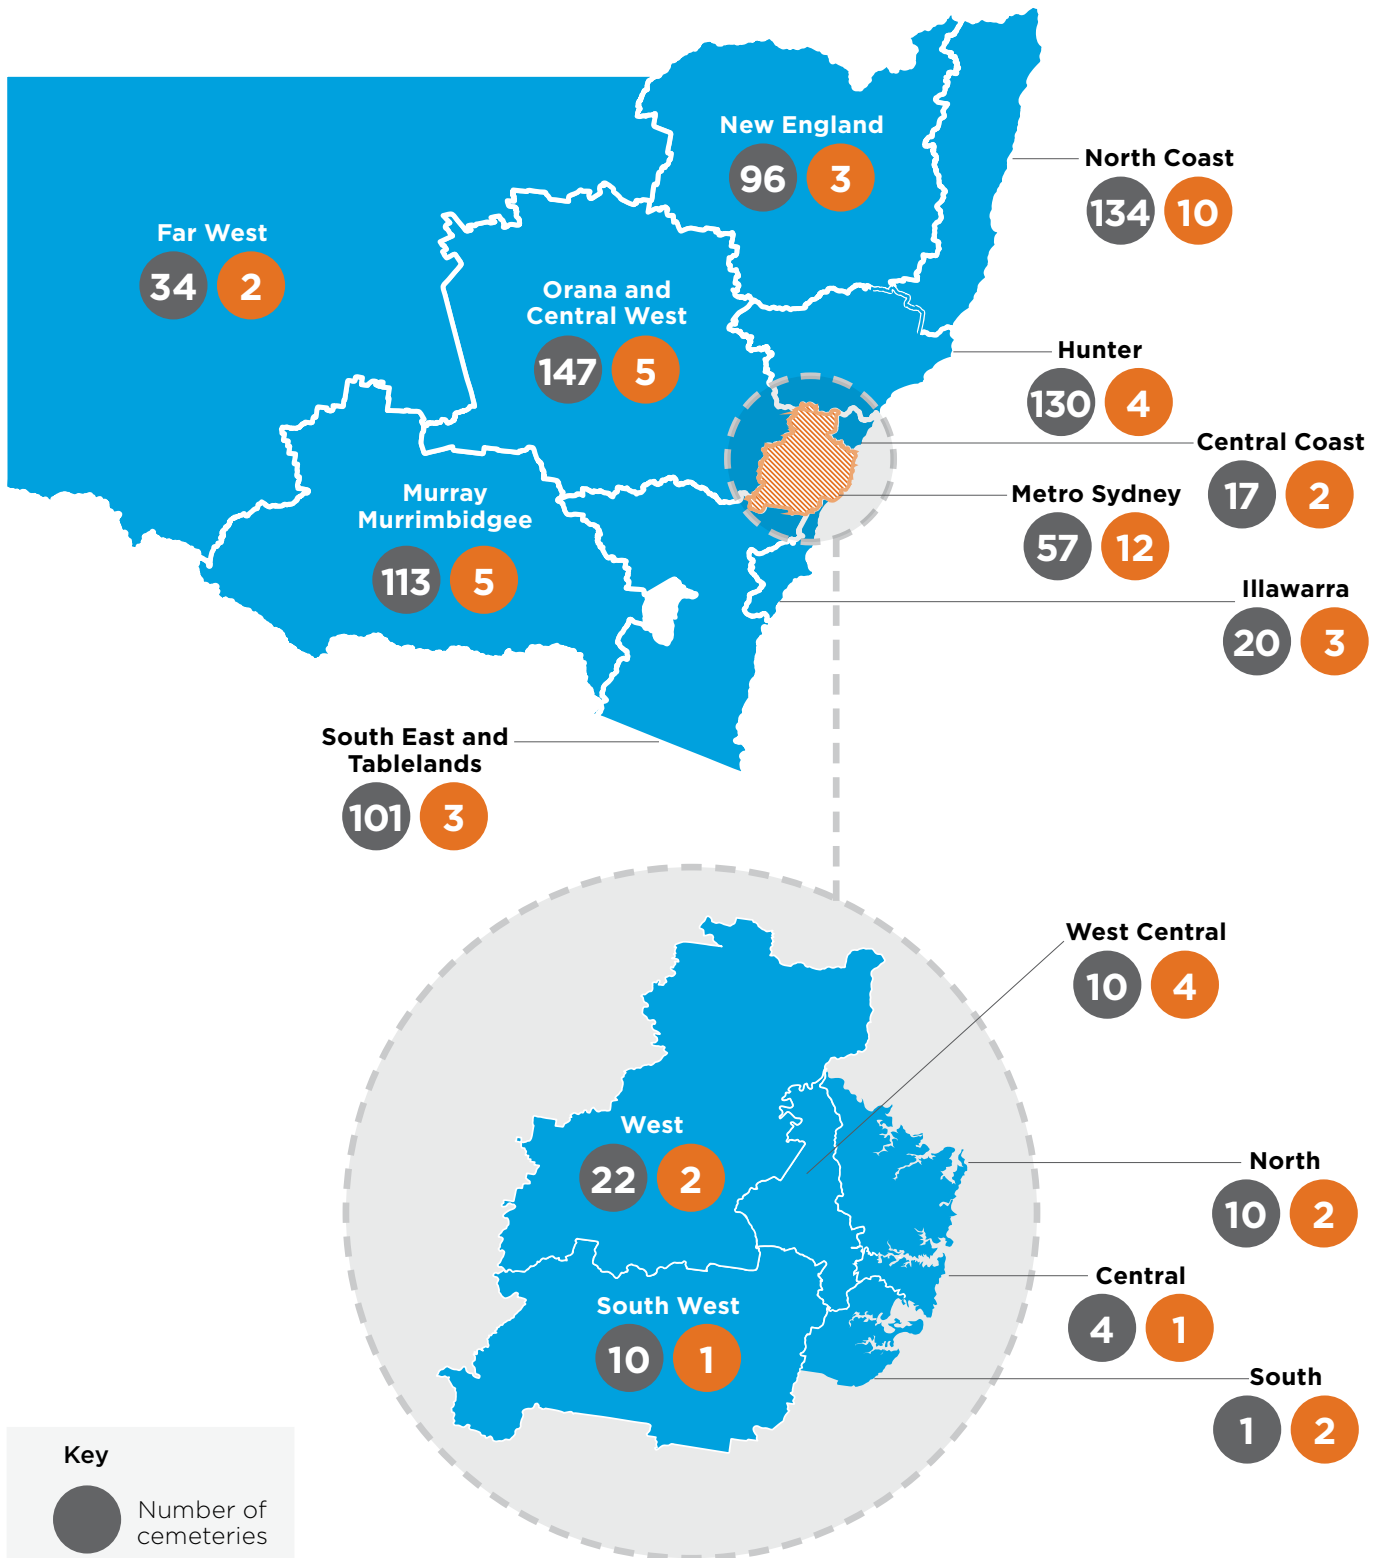 New England
96 3
North Coast
134 10
Far West
34 2
Orana and
Central West
147 5
Hunter
130 4
Central Coast
17 2
Metro Sydney
57 12
Murray
Murrimbidgee
113 5
Illawarra
20 3
South East and
Tablelands
101 3
West Central
10 4
West
22 2
North
10 2
Central
4 1
South West
10 1
South
1 2
Key
Number of
cemeteries